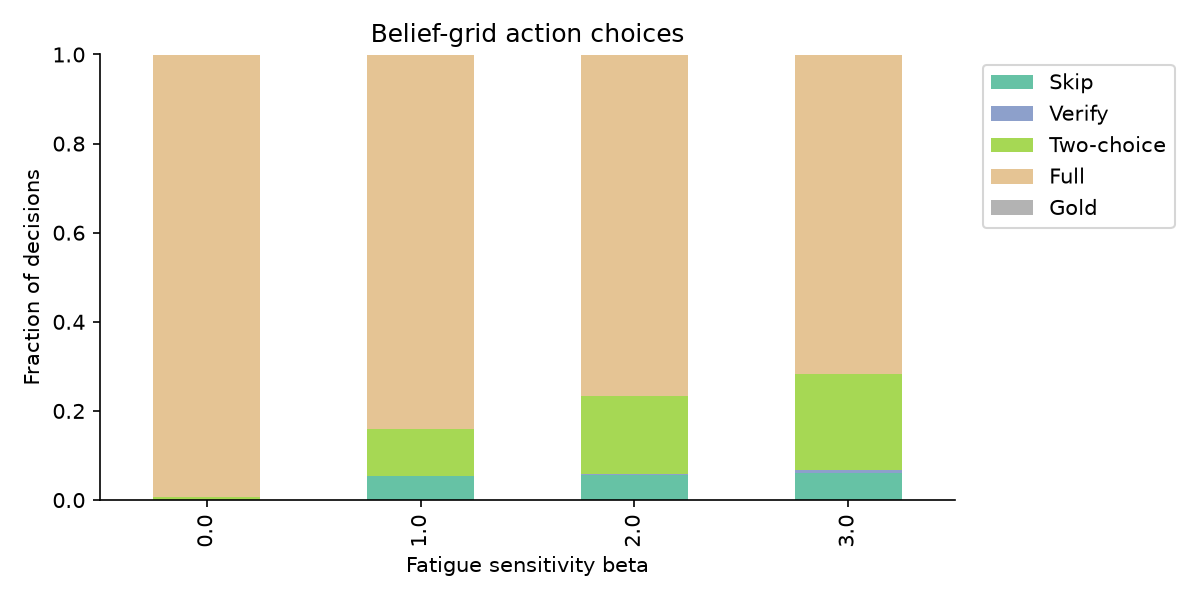 Belief-grid action choices
1.0
0.8
0.6
0.4
0.2
0.0
Fraction of decisions
0.0
1.0
2.0
3.0
Fatigue sensitivity beta
Skip
Verify
Two-choice
Full
Gold